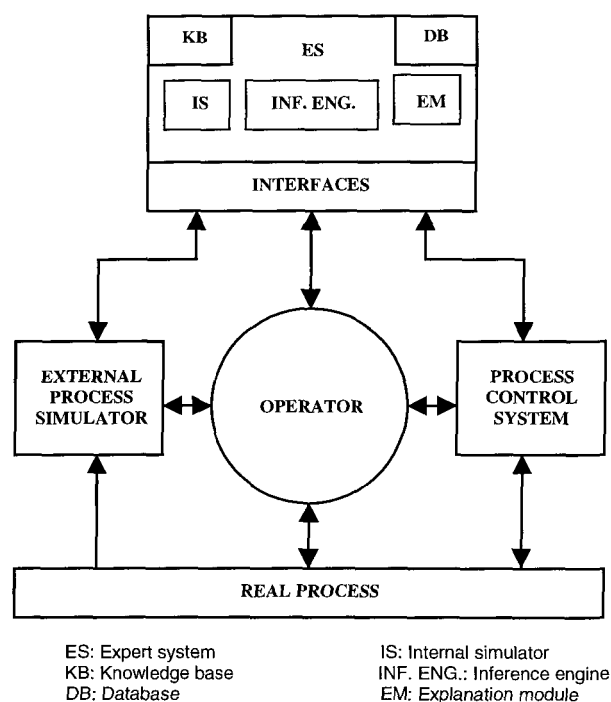 KB
ES
DB
IS
INF. ENG.
EM
INTERFACES
EXTERNAL
PROCESS
SIMULATOR
OPERATOR
PROCESS
CONTROL
SYSTEM
REAL PROCESS
ES: Expert system
KB: Knowledge base
DB: Database
IS: Internal simulator
INF. ENG.: Inference engine
EM: Explanation module